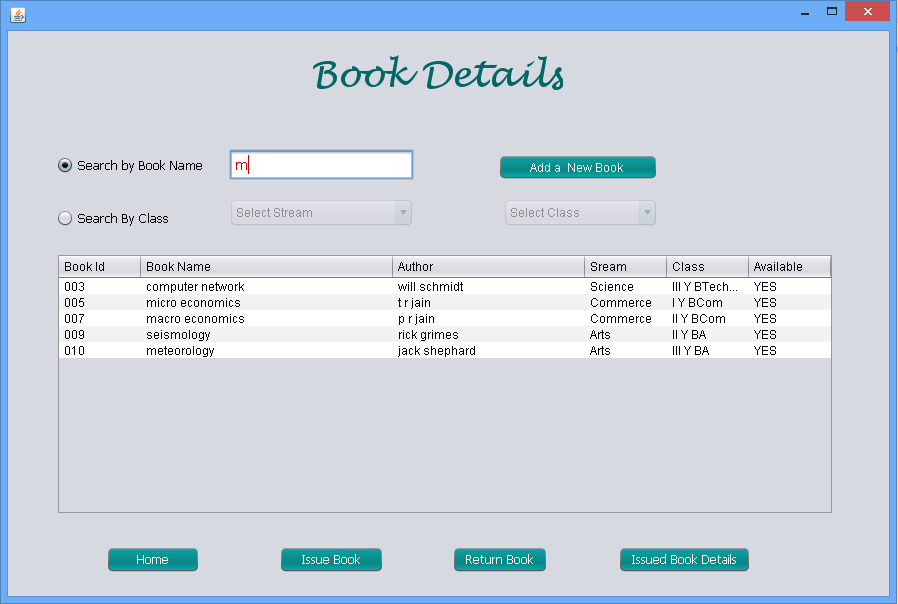 Book Details
Search by Book Name m Add a New Book
Search By Class Select Stream Select Class
Book Id Book Name Author Sream Class Available
003 computer network will schmidt Science III Y BTech... YES
005 micro economics t r jain Commerce I Y BCom YES
007 macro economics p r jain Commerce II Y BCom YES
009 seismology rick grimes Arts II Y BA YES
010 meteorology jack shephard Arts III Y BA YES
Home Issue Book Return Book Issued Book Details